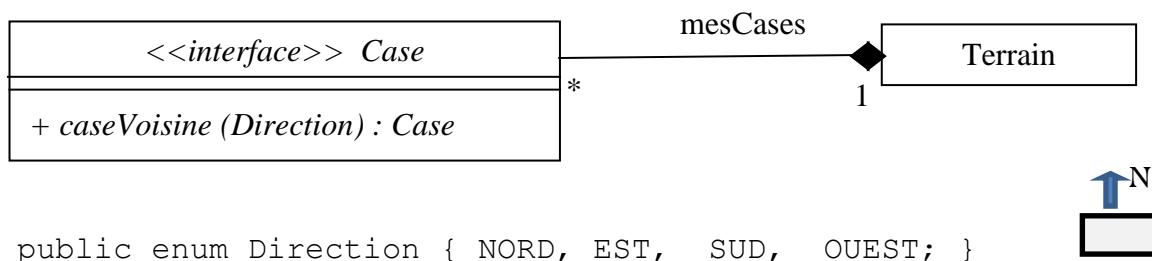 mesCases
<<interface>> Case
Terrain
*
1
+ caseVoisine (Direction) : Case
N
public enum Direction { NORD, EST, SUD, OUEST; }